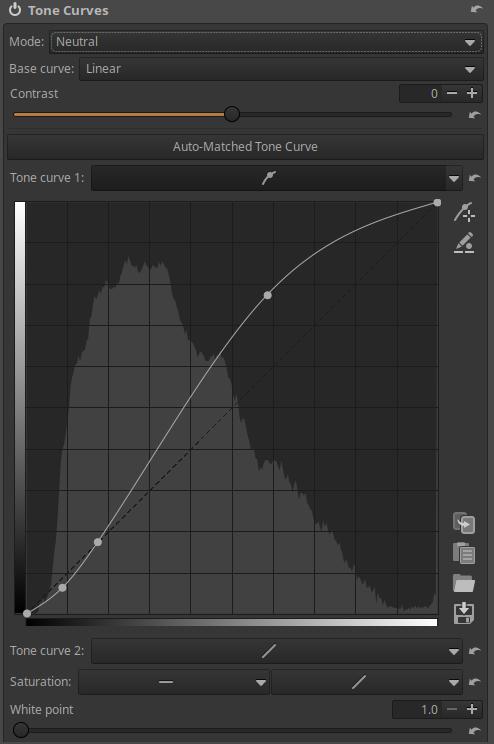 Tone Curves
Mode: Neutral
Base curve: Linear
Contrast 0
Auto-Matched Tone Curve
Tone curve 1:
Tone curve 2:
Saturation:
White point 1.0